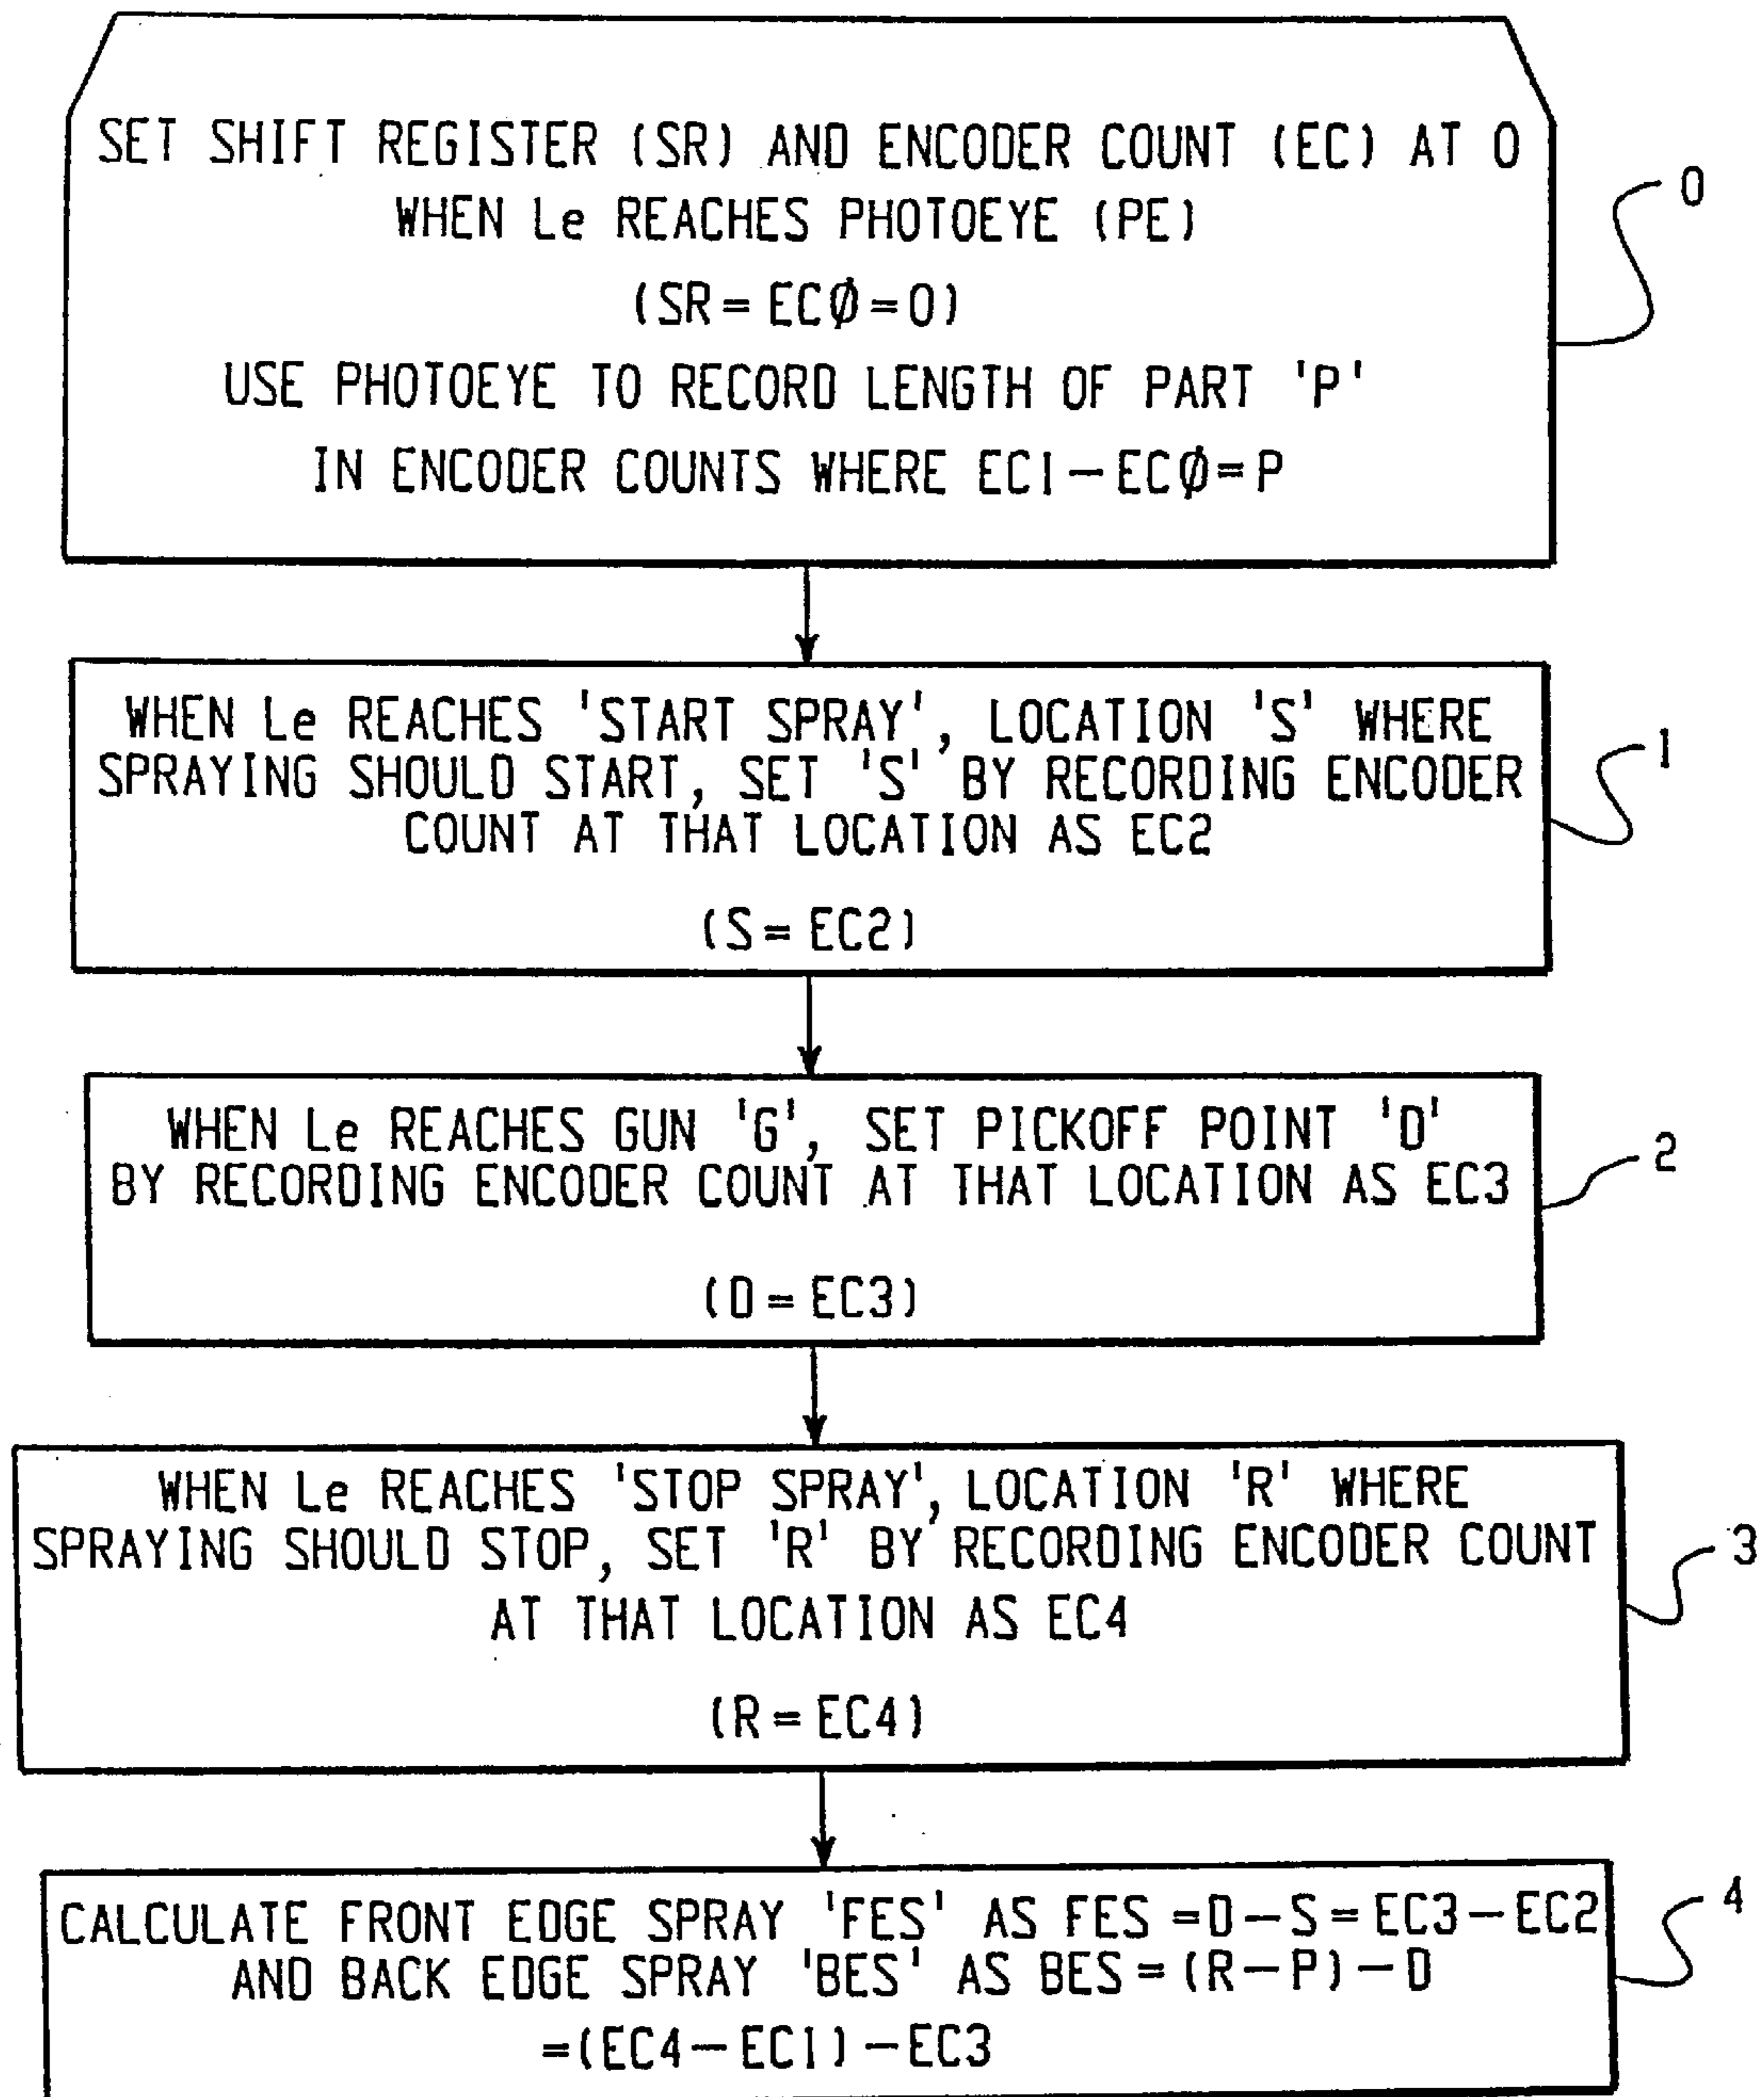 SET SHIFT REGISTER (SR) AND ENCODER COUNT (EC) AT 0
WHEN Le REACHES PHOTOEYE (PE)
(SR = ECØ = 0)
USE PHOTOEYE TO RECORD LENGTH OF PART 'P'
IN ENCODER COUNTS WHERE EC1 – ECØ = P
0
WHEN Le REACHES 'START SPRAY', LOCATION 'S' WHERE
SPRAYING SHOULD START, SET 'S' BY RECORDING ENCODER
COUNT AT THAT LOCATION AS EC2
(S = EC2)
1
WHEN Le REACHES GUN 'G', SET PICKOFF POINT 'D'
BY RECORDING ENCODER COUNT AT THAT LOCATION AS EC3
(D = EC3)
2
WHEN Le REACHES 'STOP SPRAY', LOCATION 'R' WHERE
SPRAYING SHOULD STOP, SET 'R' BY RECORDING ENCODER COUNT
AT THAT LOCATION AS EC4
(R = EC4)
3
CALCULATE FRONT EDGE SPRAY 'FES' AS FES = D – S = EC3 – EC2
AND BACK EDGE SPRAY 'BES' AS BES = (R – P) – D
= (EC4 – EC1) – EC3
4